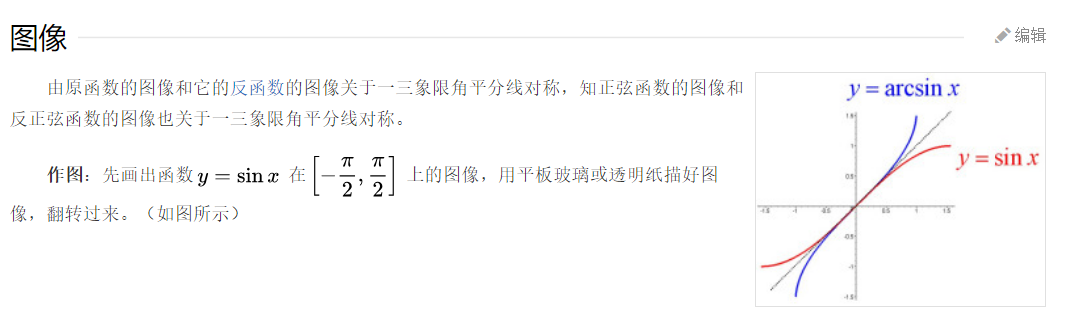 图像
编辑
由原函数的图像和它的反函数的图像关于一三象限角平分线对称，知正弦函数的图像和
反正弦函数的图像也关于一三象限角平分线对称。
作图：先画出函数 y = sin x 在 [−π/2, π/2] 上的图像，用平板玻璃或透明纸描好图
像，翻转过来。（如图所示）
y = arcsin x
1.5
1
y = sin x
0.5
-1.5 -1 -0.5 0 0.5 1 1.5
-0.5
-1
-1.5